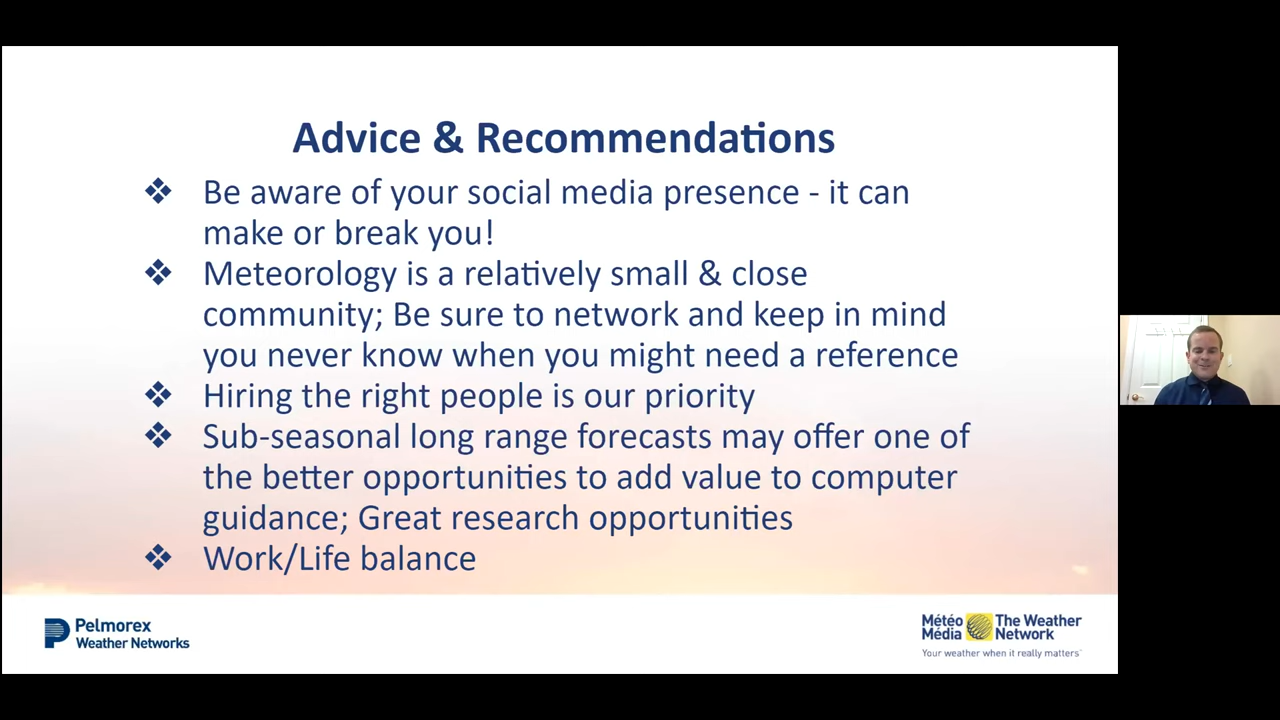 Advice & Recommendations
❖ Be aware of your social media presence - it can
make or break you!
❖ Meteorology is a relatively small & close
community; Be sure to network and keep in mind
you never know when you might need a reference
❖ Hiring the right people is our priority
❖ Sub-seasonal long range forecasts may offer one of
the better opportunities to add value to computer
guidance; Great research opportunities
❖ Work/Life balance
Pelmorex
Weather Networks
Météo
Média
The Weather
Network
Your weather when it really matters™